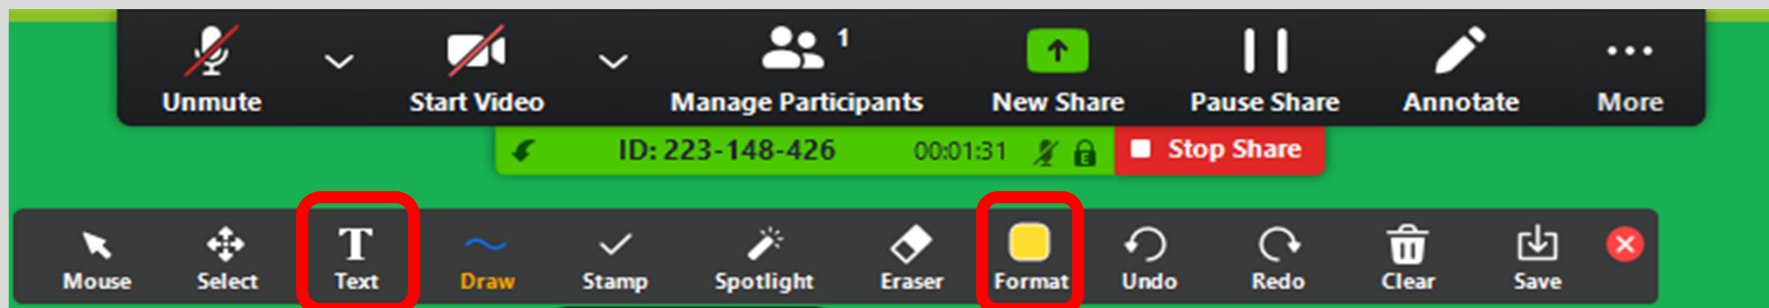 1
Unmute Start Video Manage Participants New Share Pause Share Annotate More
ID: 223-148-426 00:01:31 E Stop Share
T
Mouse Select Text Draw Stamp Spotlight Eraser Format Undo Redo Clear Save